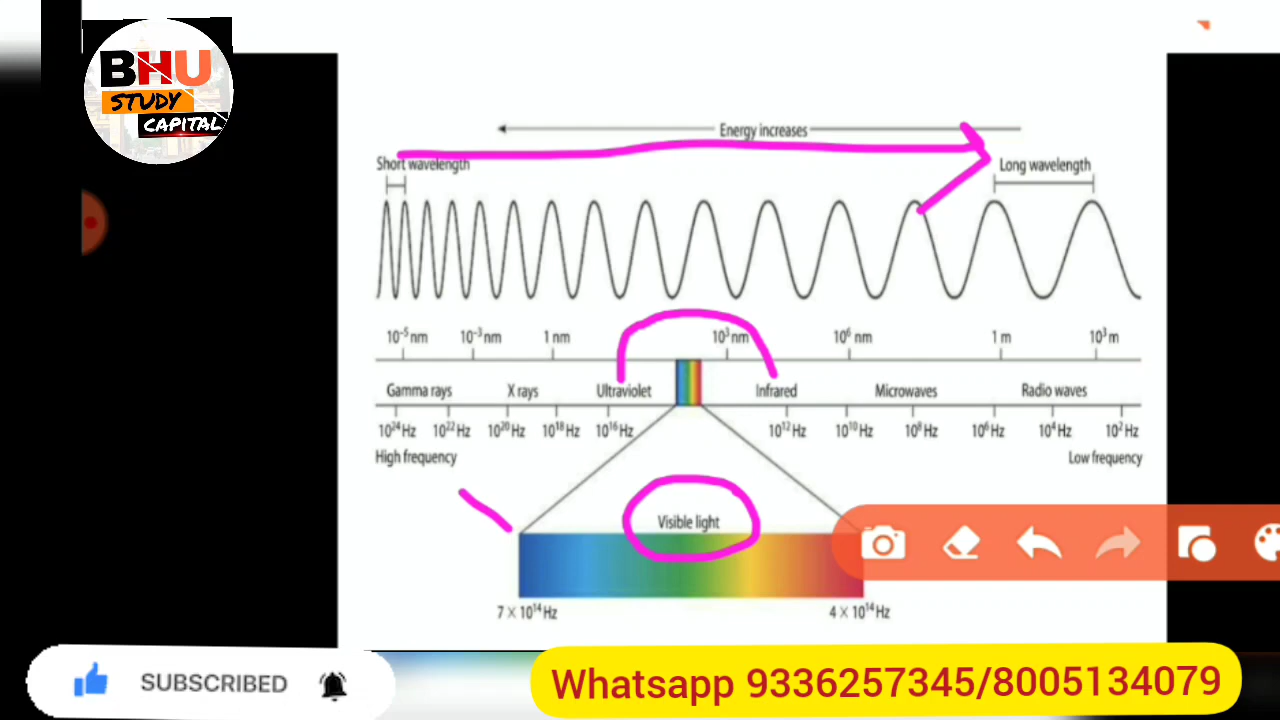 BHU
STUDY
CAPITAL
Energy increases
Short wavelength
Long wavelength
10⁻⁵ nm 10⁻³ nm 1 nm 10³ nm 10⁶ nm 1 m 10³ m
Gamma rays X rays Ultraviolet Infrared Microwaves Radio waves
10²⁴ Hz 10²² Hz 10²⁰ Hz 10¹⁸ Hz 10¹⁶ Hz 10¹² Hz 10¹⁰ Hz 10⁸ Hz 10⁶ Hz 10⁴ Hz 10² Hz
High frequency Low frequency
Visible light
7 X 10¹⁴ Hz 4 X 10¹⁴ Hz
SUBSCRIBED
Whatsapp 9336257345/8005134079